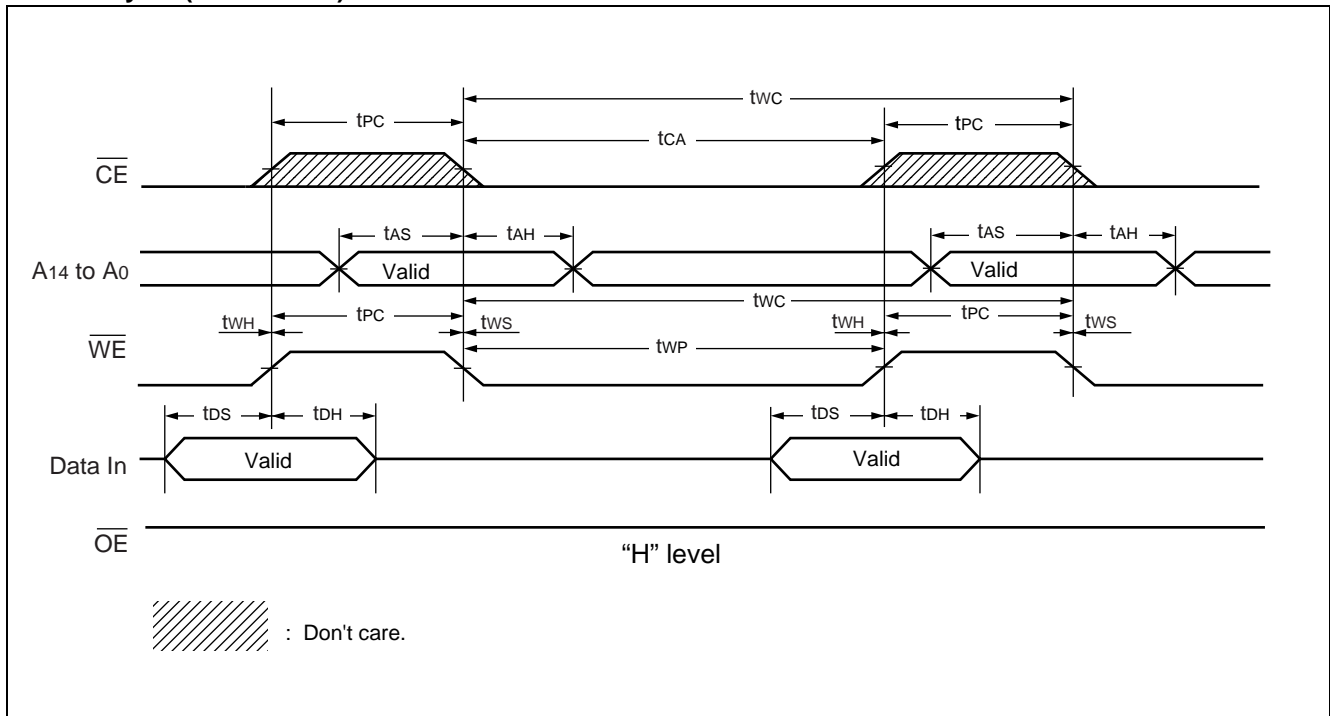 tWC
tPC tPC
tCA
CE
tAS tAH tAS tAH
A14 to A0 Valid Valid
tWC
tWH tPC tWS tWH tPC tWS
WE tWP
tDS tDH tDS tDH
Data In Valid Valid
OE
“H” level
: Don't care.